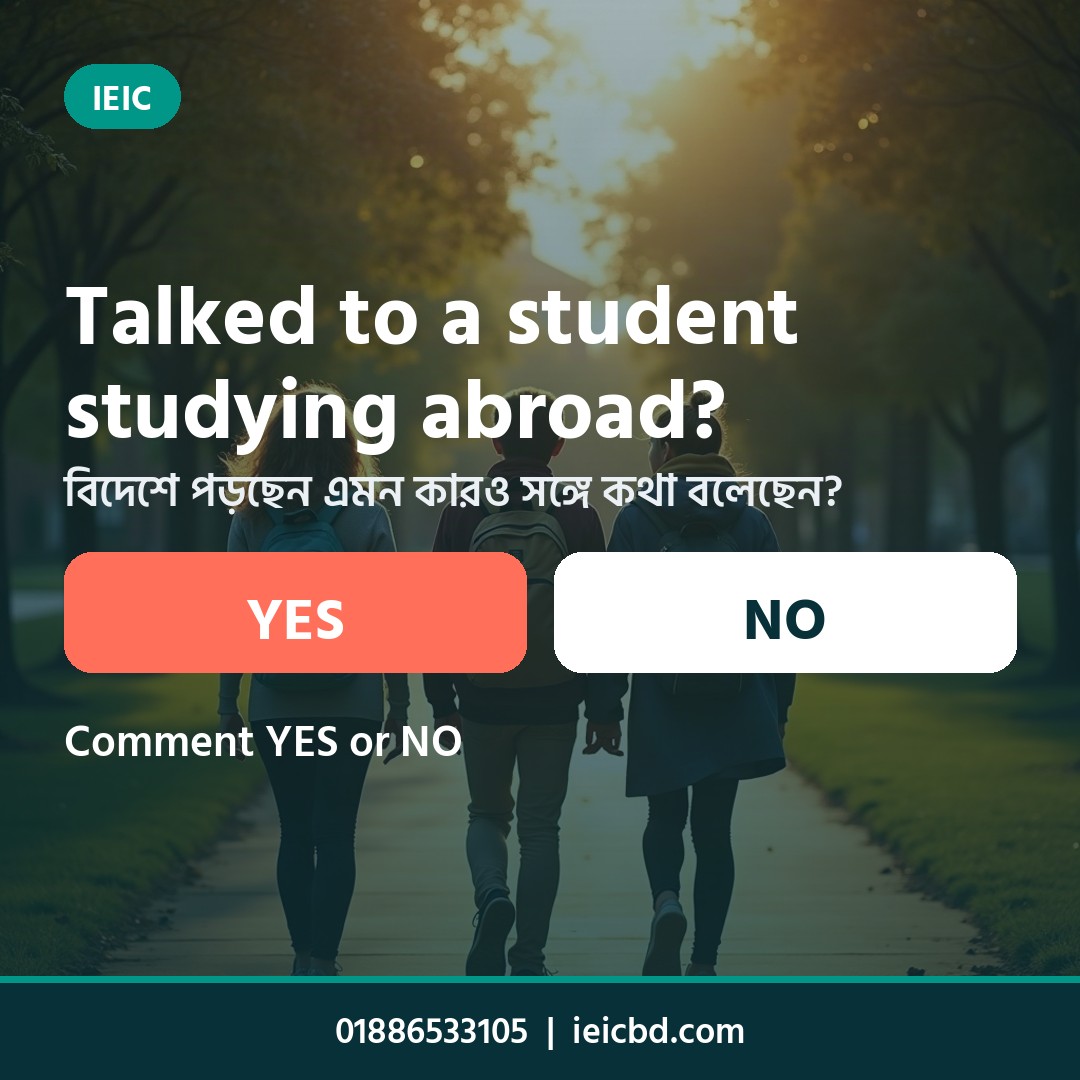 IEIC
Talked to a student
studying abroad?
বিদেশে পড়ছেন এমন কারও সঙ্গে কথা বলেছেন?
YES
NO
Comment YES or NO
01886533105 | ieicbd.com